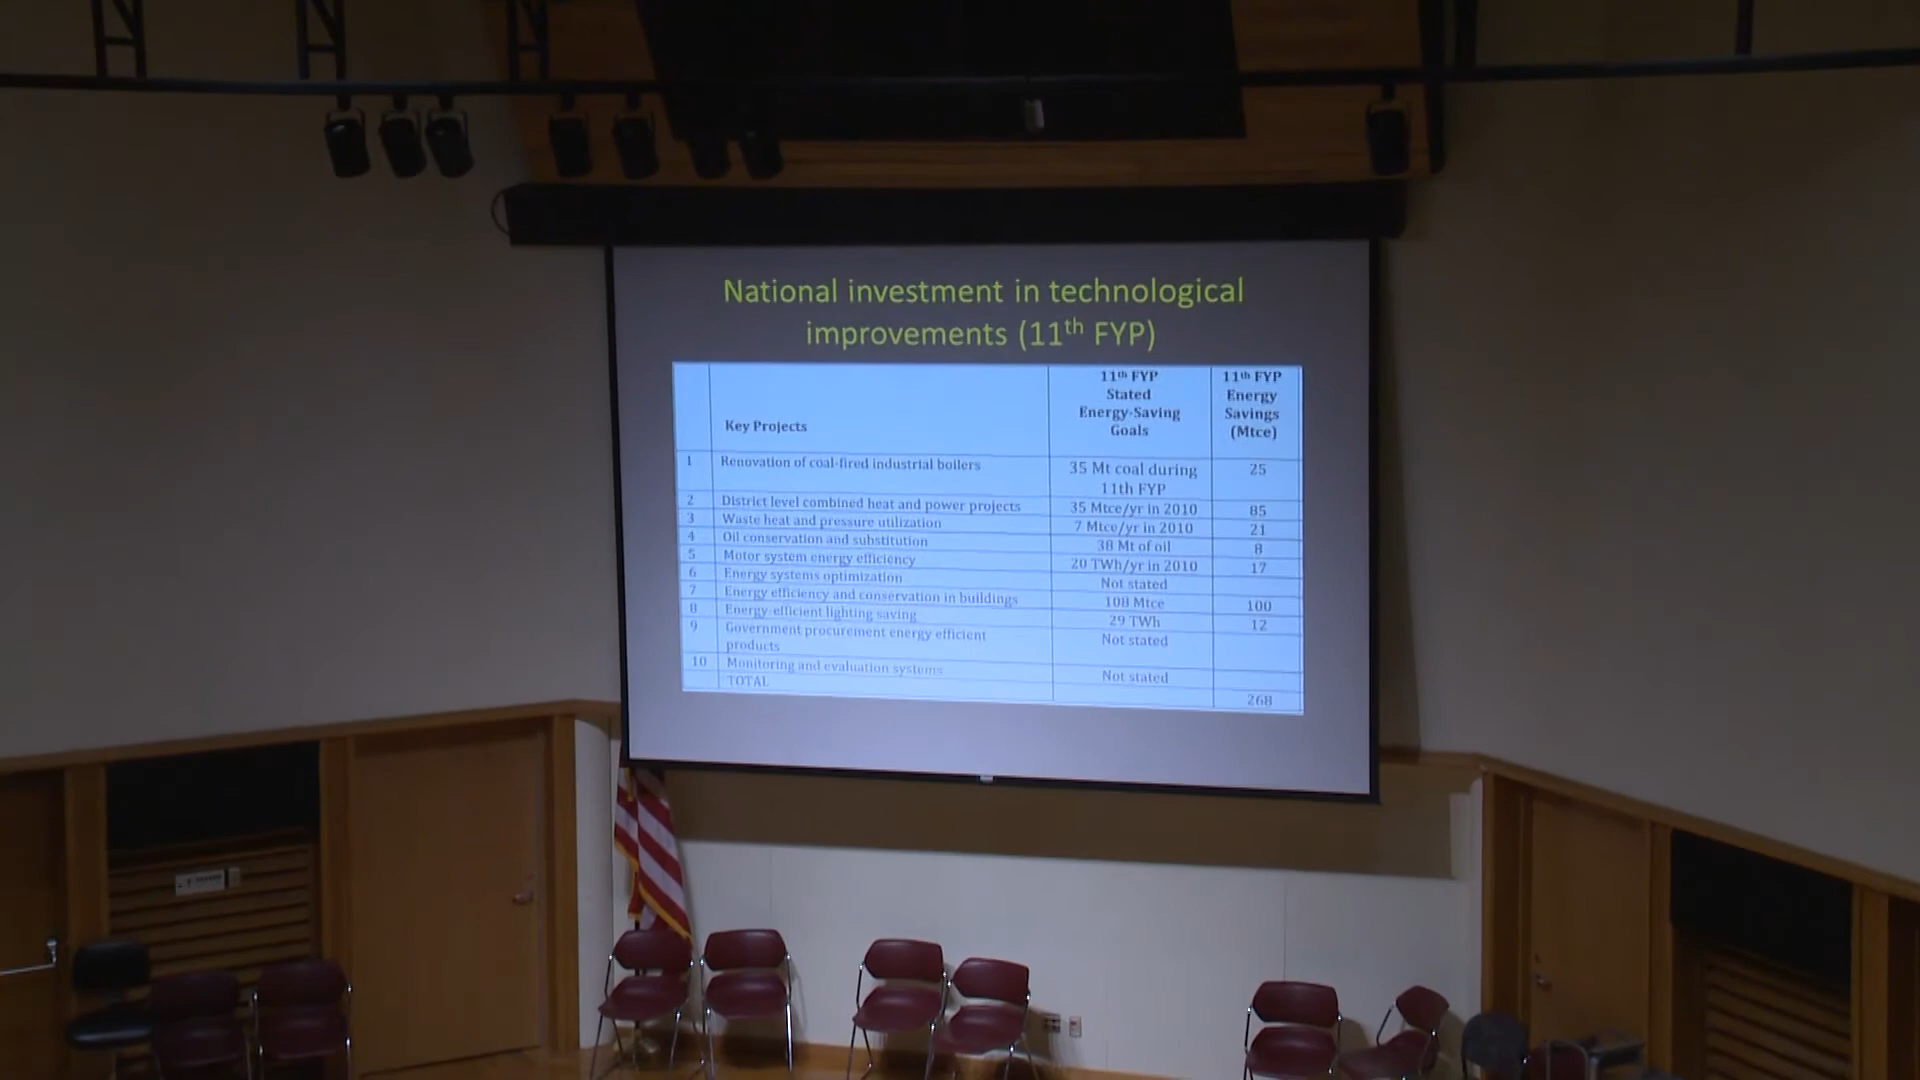 National investment in technological
improvements (11th FYP)
Key Projects
11th FYP
Stated
Energy-Saving
Goals
11th FYP
Energy
Savings
(Mtce)
1 Renovation of coal-fired industrial boilers 35 Mt coal during 25
11th FYP
2 District level combined heat and power projects 35 Mtce/yr in 2010 85
3 Waste heat and pressure utilization 7 Mtce/yr in 2010 21
4 Oil conservation and substitution 38 Mt of oil 8
5 Motor system energy efficiency 20 TWh/yr in 2010 17
6 Energy systems optimization Not stated
7 Energy efficiency and conservation in buildings 108 Mtce 100
8 Energy-efficient lighting saving 29 TWh 12
9 Government procurement energy efficient Not stated
products
10 Monitoring and evaluation systems Not stated
TOTAL 268